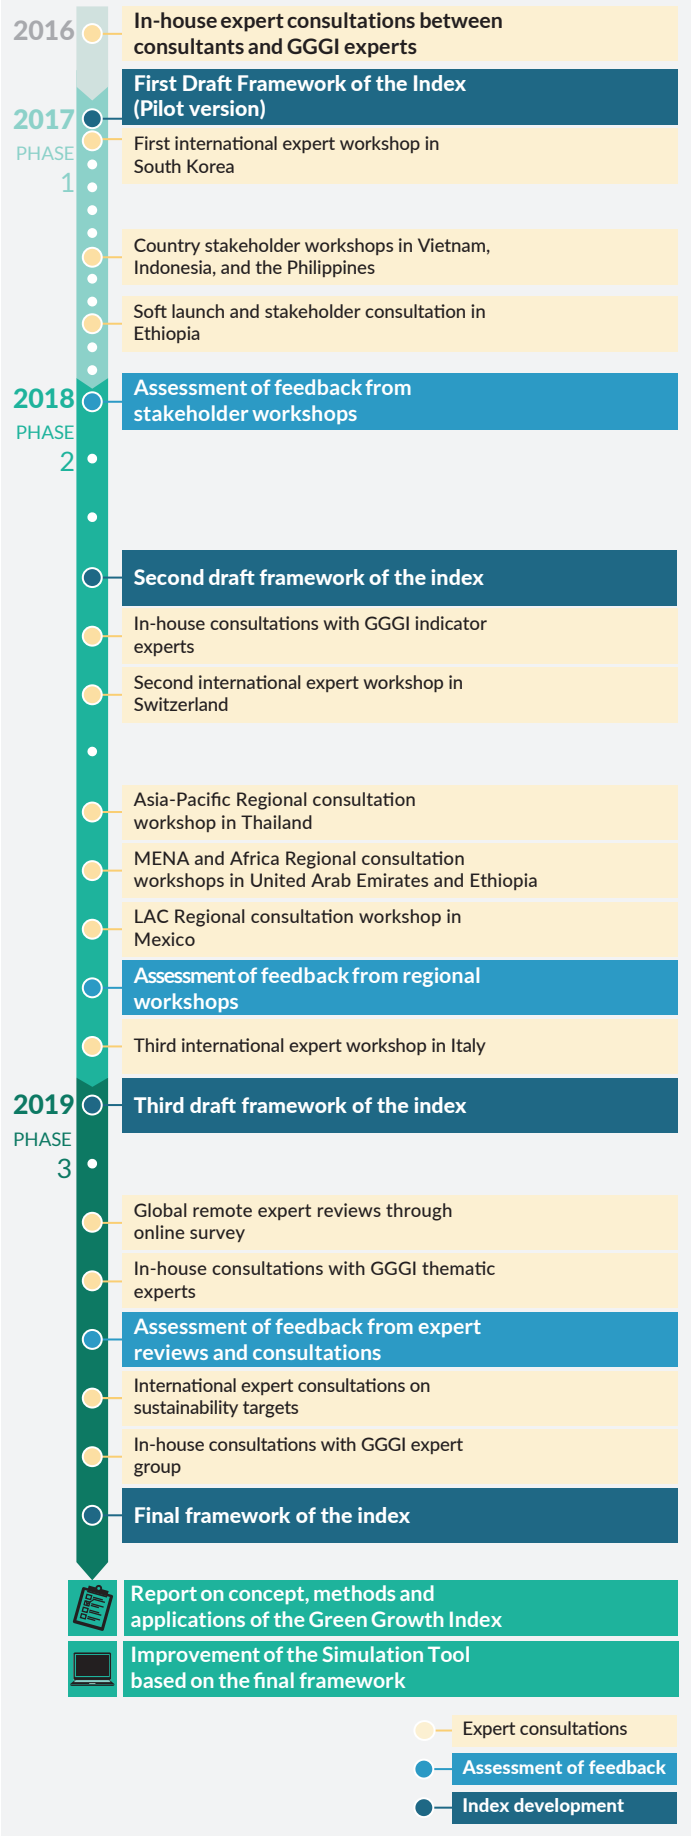 2016
In-house expert consultations between
consultants and GGGI experts
First Draft Framework of the Index
(Pilot version)
2017
PHASE
1
First international expert workshop in
South Korea
Country stakeholder workshops in Vietnam,
Indonesia, and the Philippines
Soft launch and stakeholder consultation in
Ethiopia
2018
PHASE
2
Assessment of feedback from
stakeholder workshops
Second draft framework of the index
In-house consultations with GGGI indicator
experts
Second international expert workshop in
Switzerland
Asia-Pacific Regional consultation
workshop in Thailand
MENA and Africa Regional consultation
workshops in United Arab Emirates and Ethiopia
LAC Regional consultation workshop in
Mexico
Assessment of feedback from regional
workshops
Third international expert workshop in Italy
2019
PHASE
3
Third draft framework of the index
Global remote expert reviews through
online survey
In-house consultations with GGGI thematic
experts
Assessment of feedback from expert
reviews and consultations
International expert consultations on
sustainability targets
In-house consultations with GGGI expert
group
Final framework of the index
Report on concept, methods and
applications of the Green Growth Index
Improvement of the Simulation Tool
based on the final framework
Expert consultations
Assessment of feedback
Index development